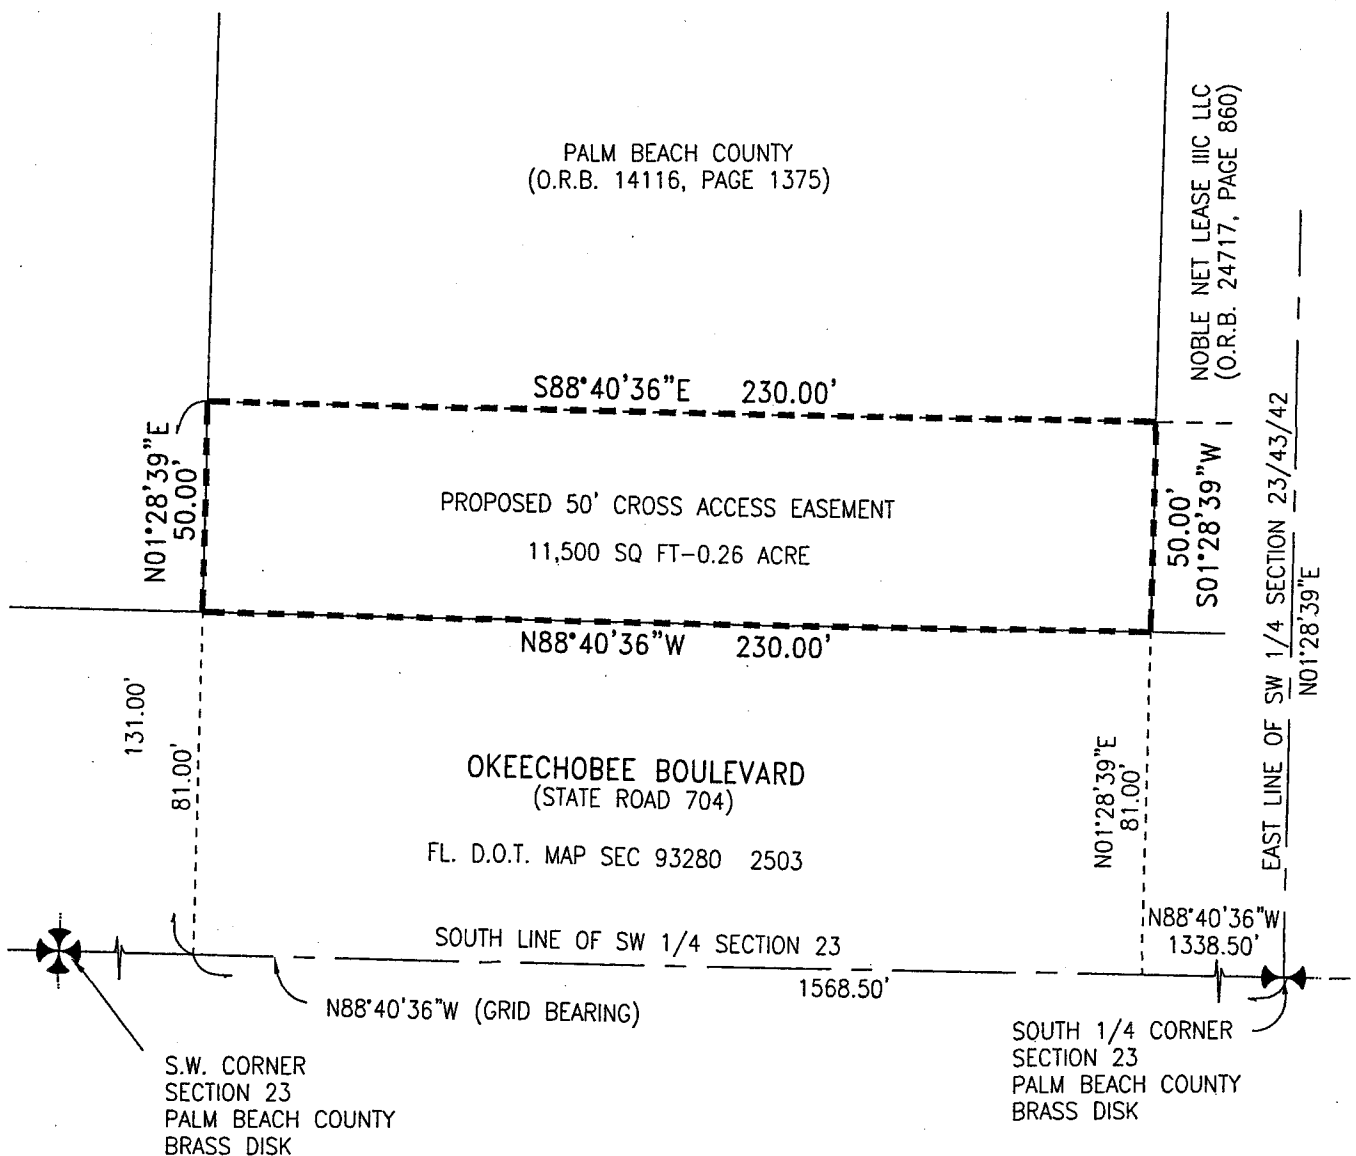 PALM BEACH COUNTY
(O.R.B. 14116, PAGE 1375)
NOBLE NET LEASE IIIC LLC
(O.R.B. 24717, PAGE 860)
S88°40'36"E 230.00'
N01°28'39"E
50.00'
PROPOSED 50' CROSS ACCESS EASEMENT
11,500 SQ FT-0.26 ACRE
50.00'
S01°28'39"W
EAST LINE OF SW 1/4 SECTION 23/43/42
N01°28'39"E
N88°40'36"W 230.00'
131.00'
81.00'
OKEECHOBEE BOULEVARD
(STATE ROAD 704)
FL. D.O.T. MAP SEC 93280 2503
N01°28'39"E
81.00'
N88°40'36"W
1338.50'
SOUTH LINE OF SW 1/4 SECTION 23
1568.50'
N88°40'36"W (GRID BEARING)
S.W. CORNER
SECTION 23
PALM BEACH COUNTY
BRASS DISK
SOUTH 1/4 CORNER
SECTION 23
PALM BEACH COUNTY
BRASS DISK